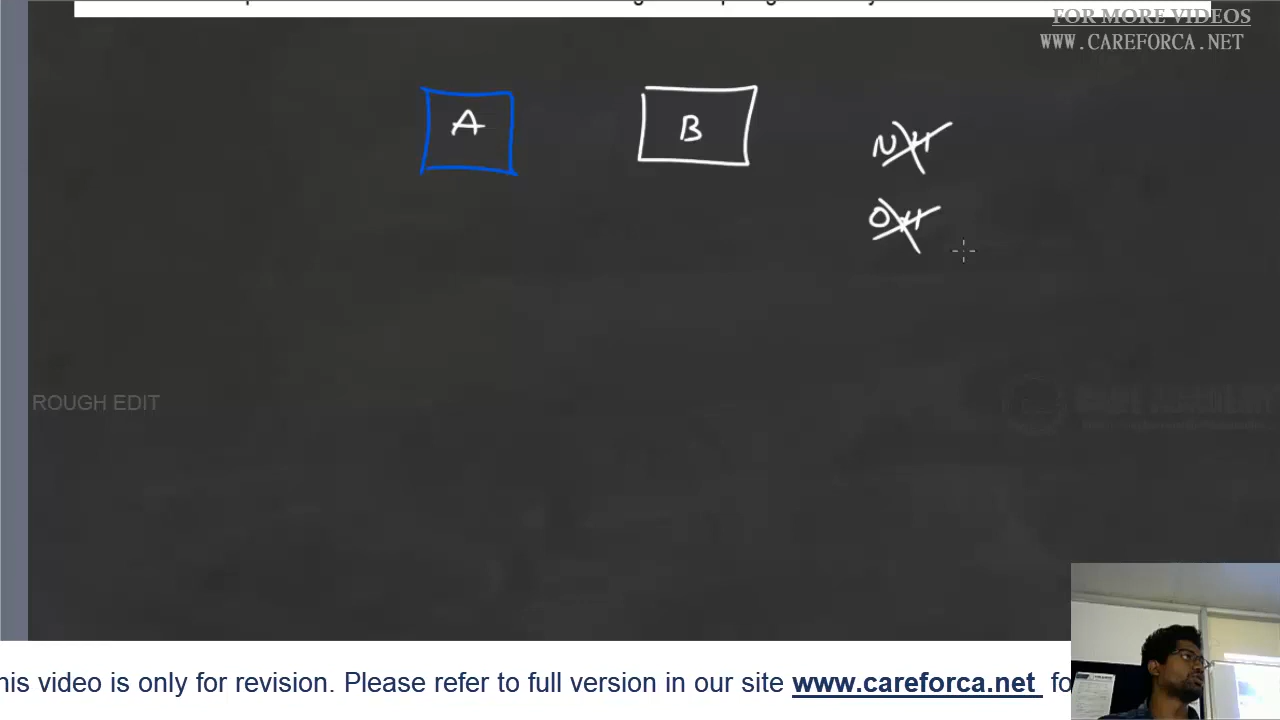 FOR MORE VIDEOS
WWW.CAREFORCA.NET
A
B
ROUGH EDIT
his video is only for revision. Please refer to full version in our site www.careforca.net fo